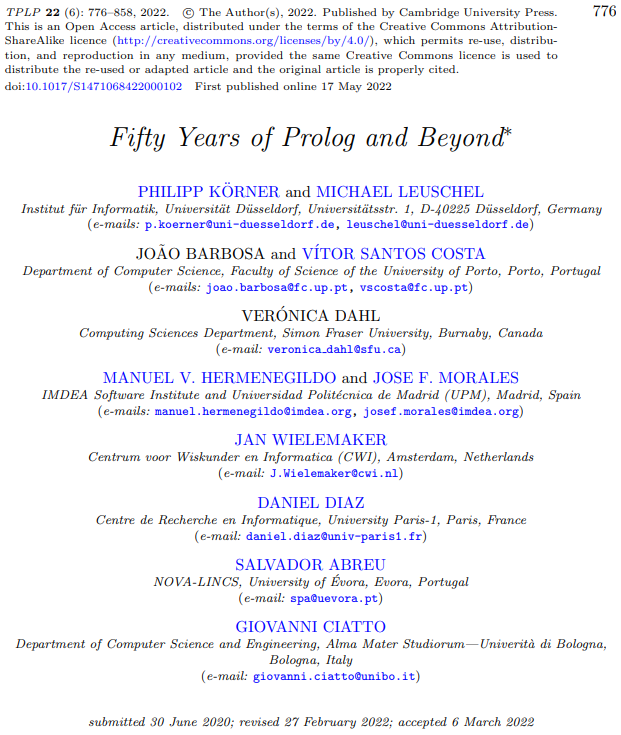 TPLP 22 (6): 776–858, 2022. © The Author(s), 2022. Published by Cambridge University Press.
776
This is an Open Access article, distributed under the terms of the Creative Commons Attribution-
ShareAlike licence (http://creativecommons.org/licenses/by/4.0/), which permits re-use, distribu-
tion, and reproduction in any medium, provided the same Creative Commons licence is used to
distribute the re-used or adapted article and the original article is properly cited.
doi:10.1017/S1471068422000102 First published online 17 May 2022
Fifty Years of Prolog and Beyond*
PHILIPP KÖRNER and MICHAEL LEUSCHEL
Institut für Informatik, Universität Düsseldorf, Universitätsstr. 1, D-40225 Düsseldorf, Germany
(e-mails: p.koerner@uni-duesseldorf.de, leuschel@uni-duesseldorf.de)
JOÃO BARBOSA and VÍTOR SANTOS COSTA
Department of Computer Science, Faculty of Science of the University of Porto, Porto, Portugal
(e-mails: joao.barbosa@fc.up.pt, vscosta@fc.up.pt)
VERÓNICA DAHL
Computing Sciences Department, Simon Fraser University, Burnaby, Canada
(e-mail: veronica_dahl@sfu.ca)
MANUEL V. HERMENEGILDO and JOSE F. MORALES
IMDEA Software Institute and Universidad Politécnica de Madrid (UPM), Madrid, Spain
(e-mails: manuel.hermenegildo@imdea.org, josef.morales@imdea.org)
JAN WIELEMAKER
Centrum voor Wiskunder en Informatica (CWI), Amsterdam, Netherlands
(e-mail: J.Wielemaker@cwi.nl)
DANIEL DIAZ
Centre de Recherche en Informatique, University Paris-1, Paris, France
(e-mail: daniel.diaz@univ-paris1.fr)
SALVADOR ABREU
NOVA-LINCS, University of Évora, Evora, Portugal
(e-mail: spa@uevora.pt)
GIOVANNI CIATTO
Department of Computer Science and Engineering, Alma Mater Studiorum—Univerità di Bologna,
Bologna, Italy
(e-mail: giovanni.ciatto@unibo.it)
submitted 30 June 2020; revised 27 February 2022; accepted 6 March 2022